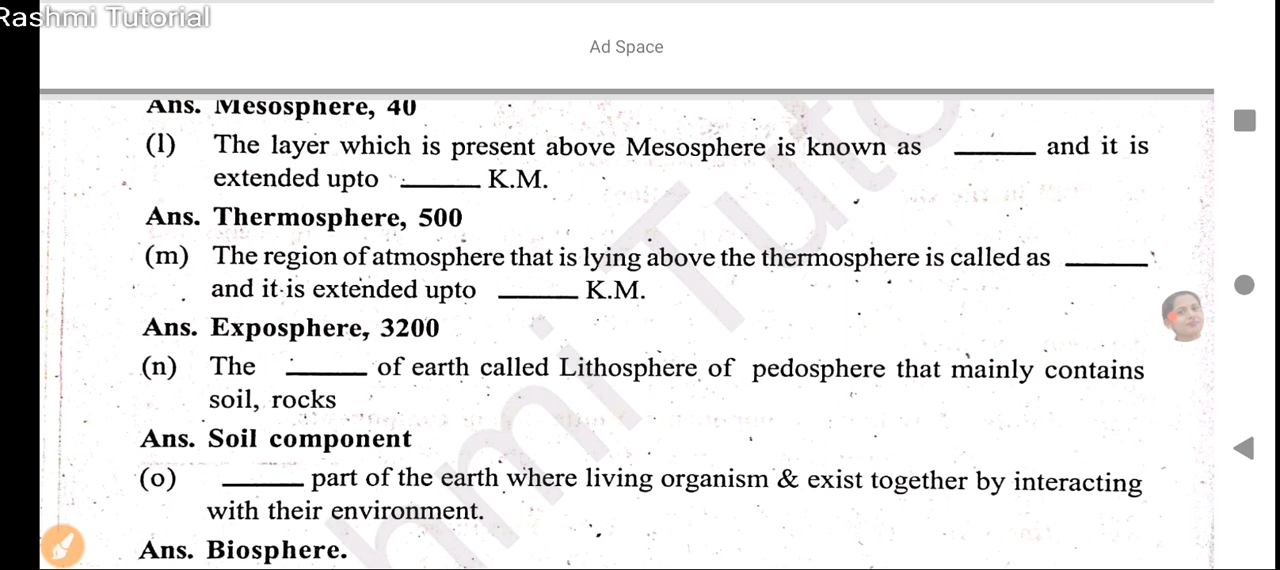 Rashmi Tutorial
Ad Space
Ans. Mesosphere, 40
(l) The layer which is present above Mesosphere is known as ______ and it is
extended upto ______ K.M.
Ans. Thermosphere, 500
(m) The region of atmosphere that is lying above the thermosphere is called as ______
and it is extended upto ______ K.M.
Ans. Exposphere, 3200
(n) The ______ of earth called Lithosphere of pedosphere that mainly contains
soil, rocks
Ans. Soil component
(o) ______ part of the earth where living organism & exist together by interacting
with their environment.
Ans. Biosphere.
hmi Tuto